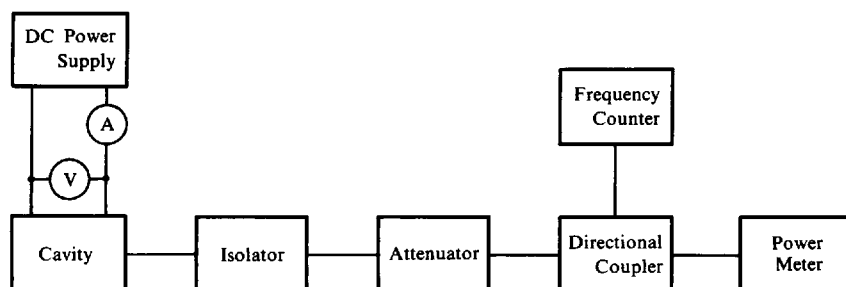 DC Power
Supply
A
V
Frequency
Counter
Cavity
Isolator
Attenuator
Directional
Coupler
Power
Meter